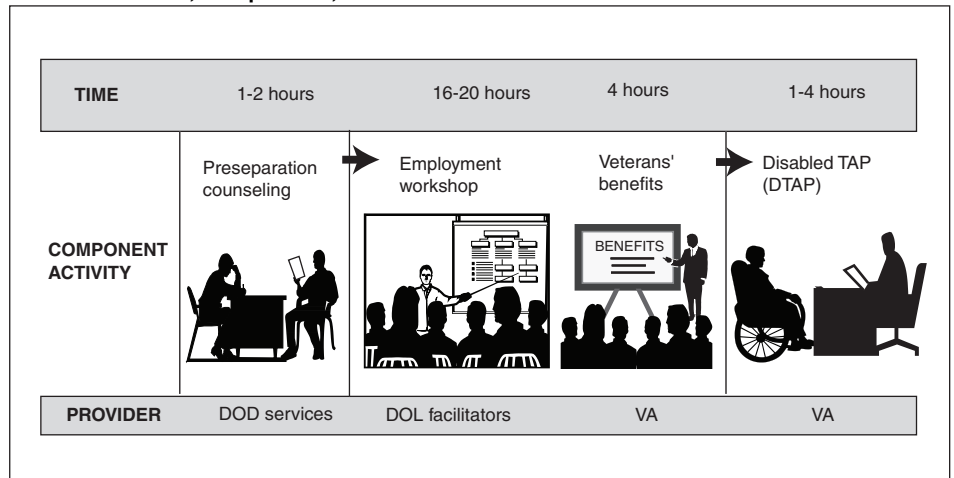 TIME 1-2 hours 16-20 hours 4 hours 1-4 hours
Preseparation
counseling
Employment
workshop
Veterans'
benefits
Disabled TAP
(DTAP)
COMPONENT
ACTIVITY
BENEFITS
PROVIDER DOD services DOL facilitators VA VA